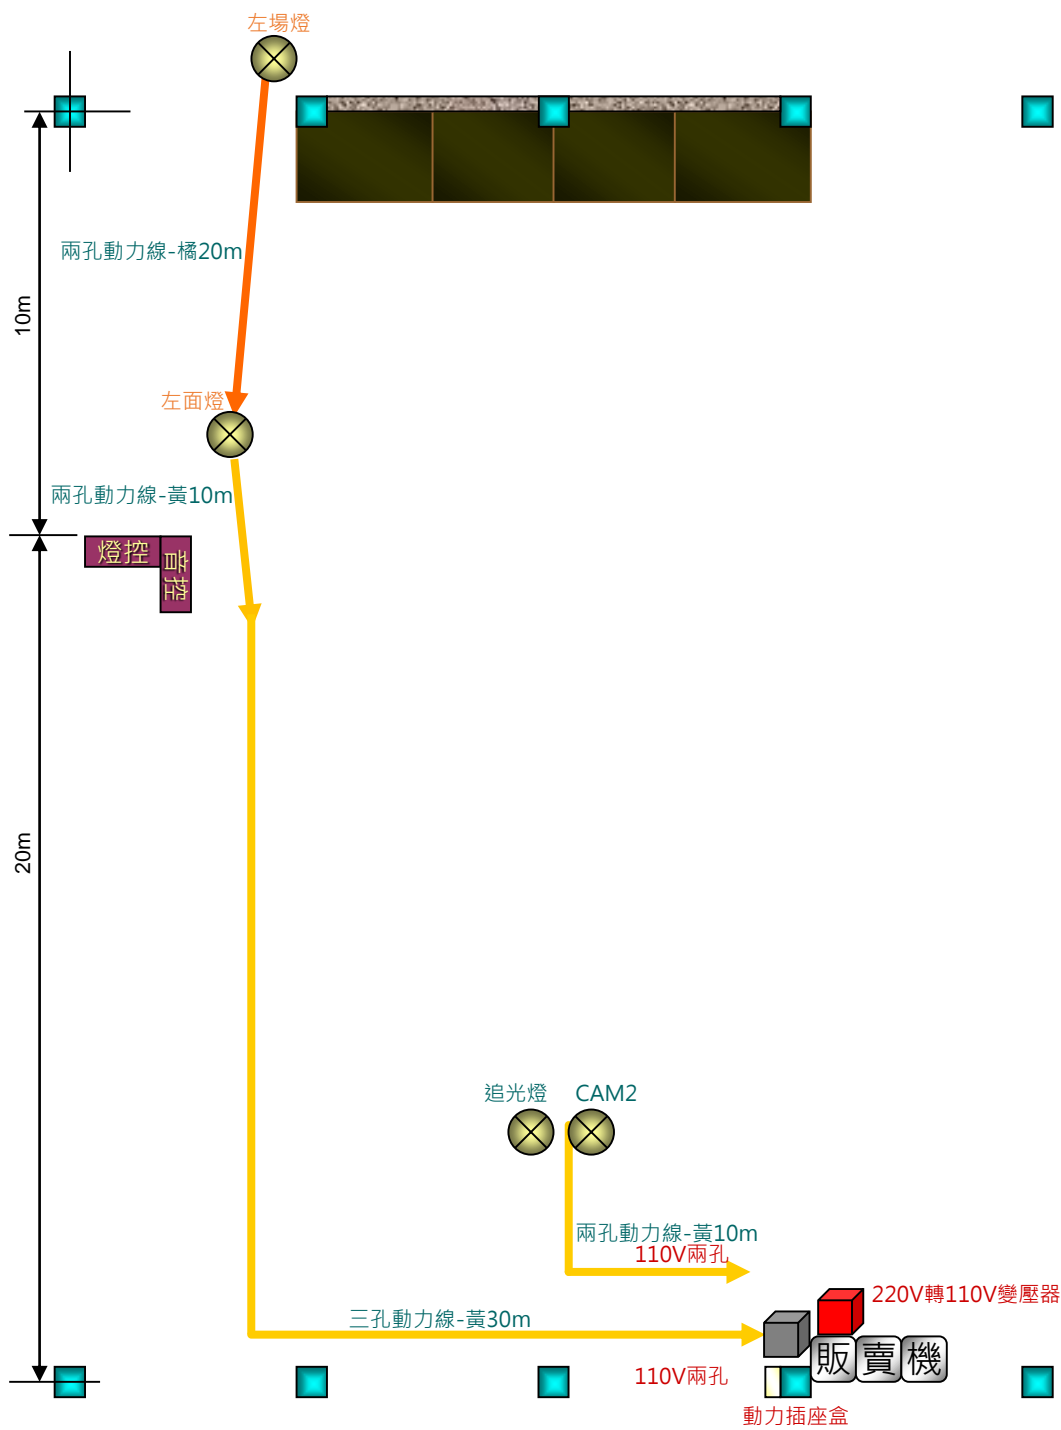 左場燈
兩孔動力線-橘20m
10m
左面燈
兩孔動力線-黃10m
燈控
音控
20m
追光燈
CAM2
兩孔動力線-黃10m
110V兩孔
220V轉110V變壓器
三孔動力線-黃30m
販賣機
110V兩孔
動力插座盒